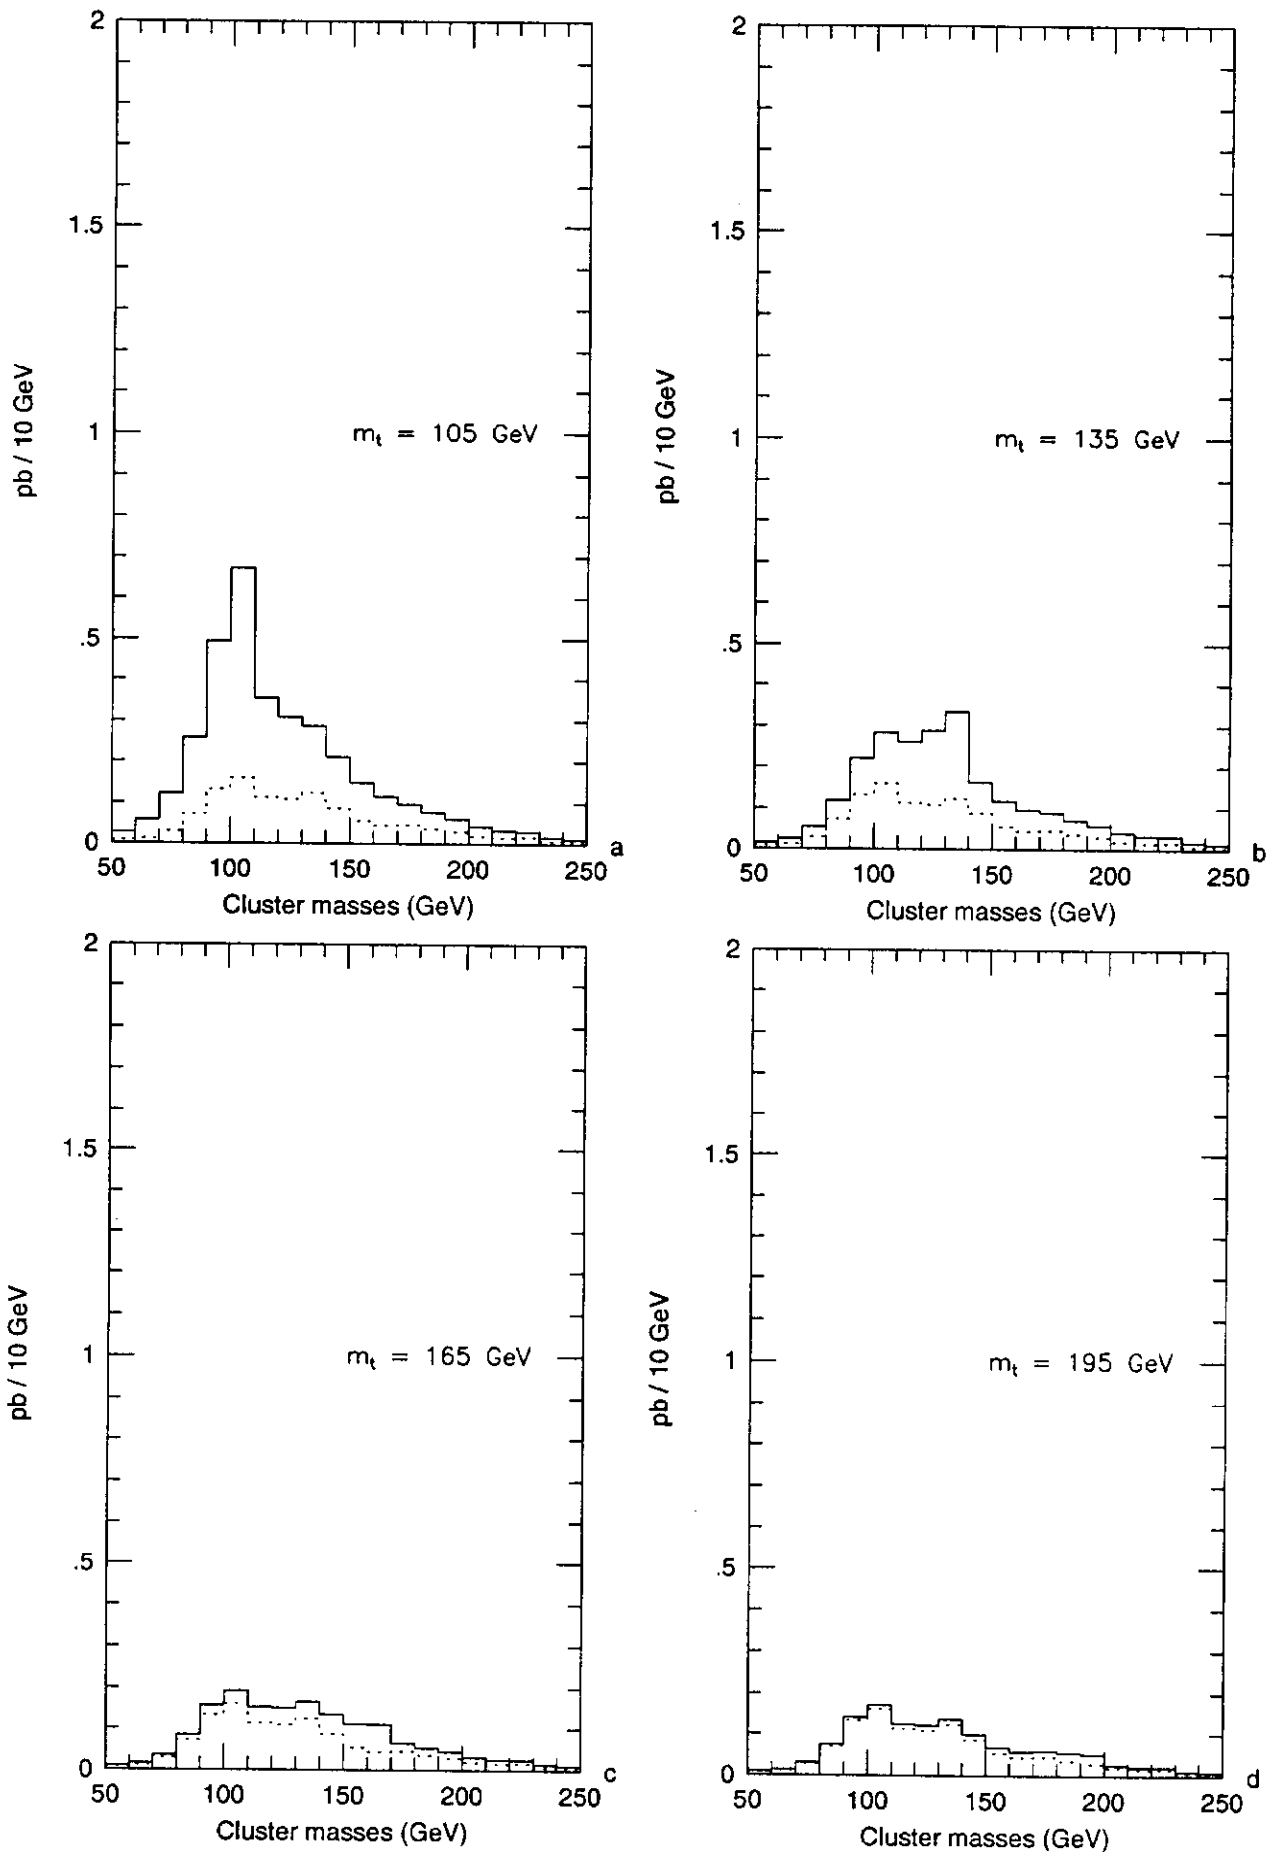 2
1.5
1
.5
0
pb / 10 GeV
m_t = 105 GeV
50 100 150 200 250
a
Cluster masses (GeV)
2
1.5
1
.5
0
pb / 10 GeV
m_t = 135 GeV
50 100 150 200 250
b
Cluster masses (GeV)
2
1.5
1
.5
0
pb / 10 GeV
m_t = 165 GeV
50 100 150 200 250
c
Cluster masses (GeV)
2
1.5
1
.5
0
pb / 10 GeV
m_t = 195 GeV
50 100 150 200 250
d
Cluster masses (GeV)